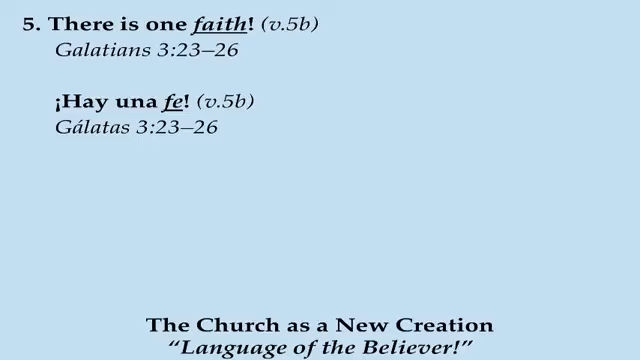 5. There is one faith! (v.5b)
Galatians 3:23–26
¡Hay una fe! (v.5b)
Gálatas 3:23–26
The Church as a New Creation
“Language of the Believer!”